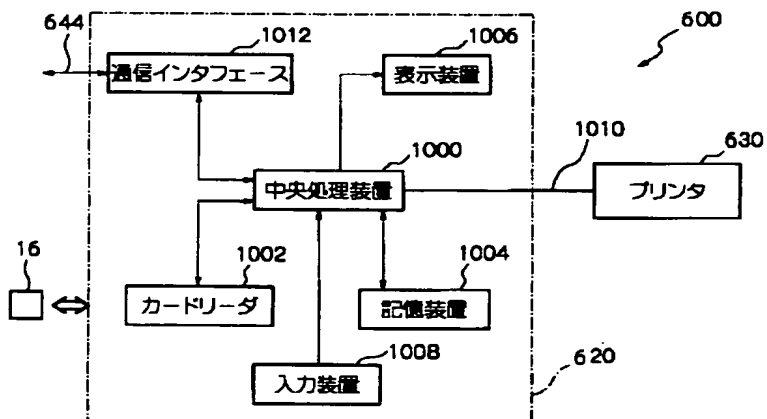 644
1012
通信インタフェース
1006
表示装置
600
1000
中央処理装置
1010
630
プリンタ
16
1002
カードリーダ
1004
記憶装置
1008
入力装置
620